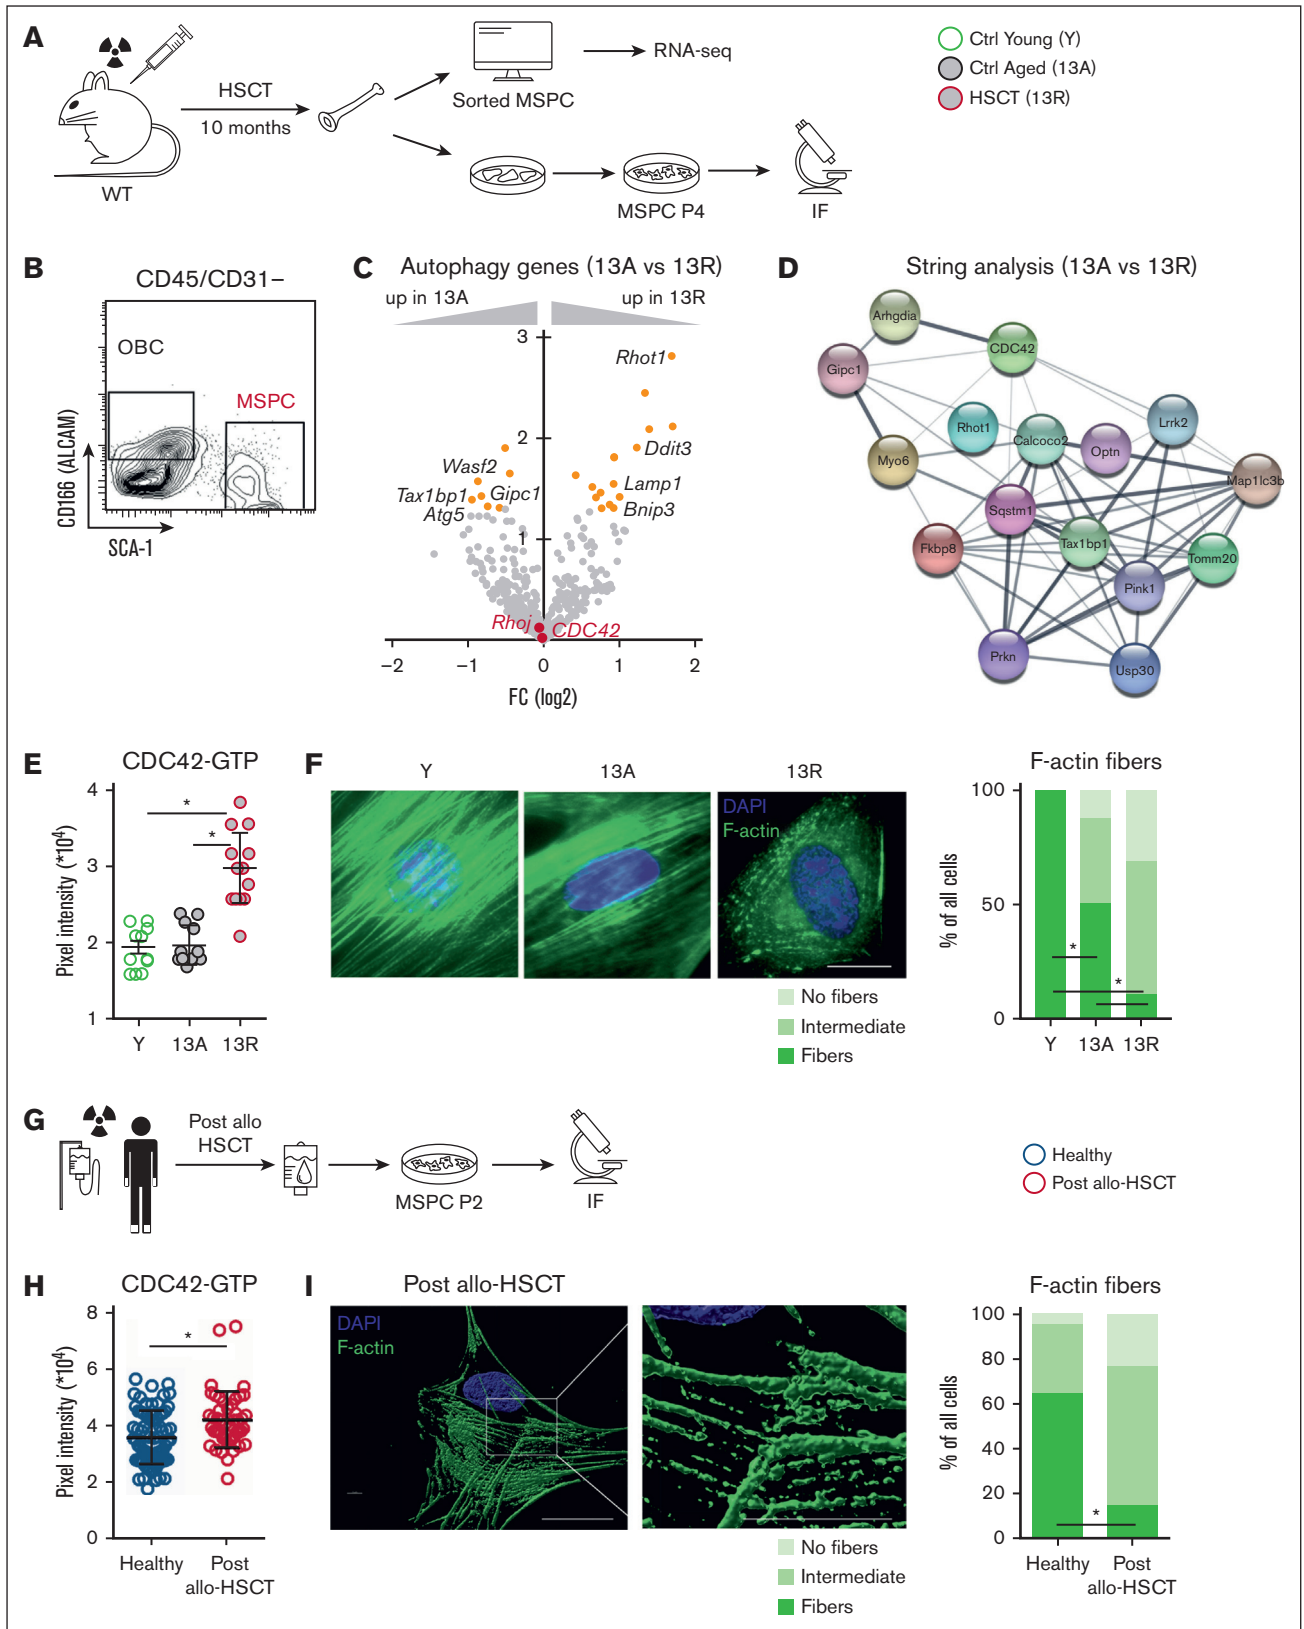 A
HSCT
10 months
WT
Sorted MSPC
RNA-seq
MSPC P4
IF
Ctrl Young (Y)
Ctrl Aged (13A)
HSCT (13R)
B
CD45/CD31–
OBC
MSPC
CD166 (ALCAM)
SCA-1
C
Autophagy genes (13A vs 13R)
up in 13A
up in 13R
3
2
1
Rhot1
Ddit3
Wasf2
Tax1bp1
Gipc1
Atg5
Lamp1
Bnip3
Rhoj
CDC42
–2
–1
0
1
2
FC (log2)
D
String analysis (13A vs 13R)
Arhgdia
CDC42
Gipc1
Rhot1
Calcoco2
Optn
Lrrk2
Myo6
Map1lc3b
Sqstm1
Fkbp8
Tax1bp1
Tomm20
Pink1
Prkn
Usp30
E
CDC42-GTP
Pixel intensity (*10⁴)
4
3
2
1
*
*
Y
13A
13R
F
Y
13A
13R
DAPI
F-actin
No fibers
Intermediate
Fibers
F-actin fibers
% of all cells
100
50
0
*
*
Y
13A
13R
G
Post allo
HSCT
MSPC P2
IF
Healthy
Post allo-HSCT
H
CDC42-GTP
Pixel intensity (*10⁴)
8
6
4
2
0
*
Healthy
Post
allo-HSCT
I
Post allo-HSCT
DAPI
F-actin
No fibers
Intermediate
Fibers
F-actin fibers
% of all cells
100
80
60
40
20
0
*
Healthy
Post
allo-HSCT